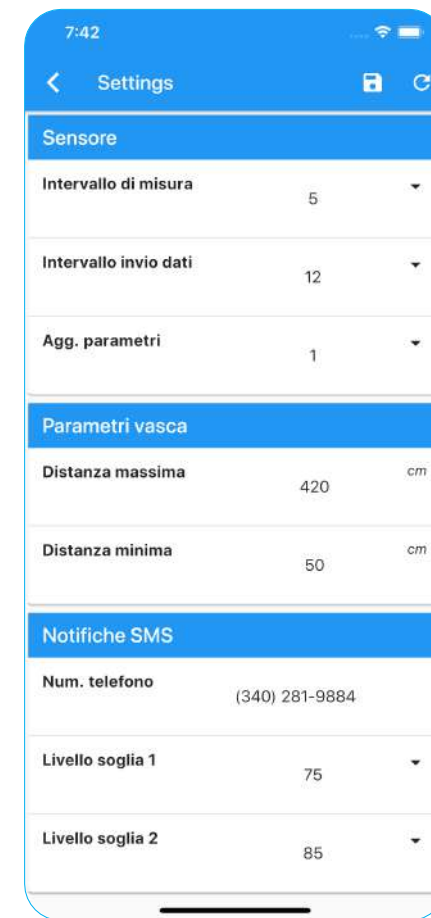 7:42
Settings
Sensore
Intervallo di misura
5
Intervallo invio dati
12
Agg. parametri
1
Parametri vasca
Distanza massima
420
cm
Distanza minima
50
cm
Notifiche SMS
Num. telefono
(340) 281-9884
Livello soglia 1
75
Livello soglia 2
85